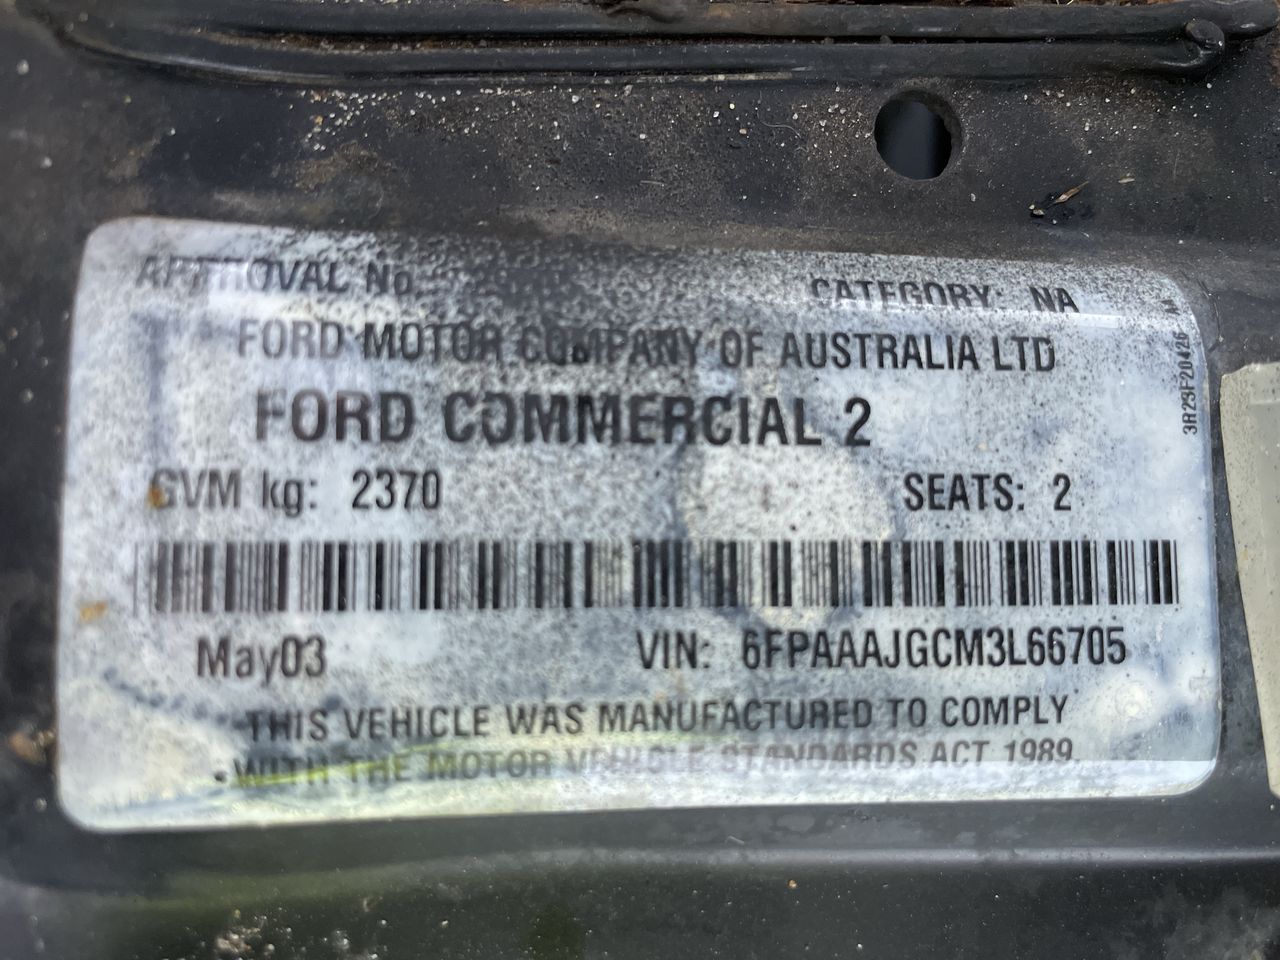 APPROVAL No. CATEGORY: NA
FORD MOTOR COMPANY OF AUSTRALIA LTD
FORD COMMERCIAL 2
GVM kg: 2370 SEATS: 2
May03 VIN: 6FPAAAJGCM3L66705
THIS VEHICLE WAS MANUFACTURED TO COMPLY
WITH THE MOTOR VEHICLE STANDARDS ACT 1989.